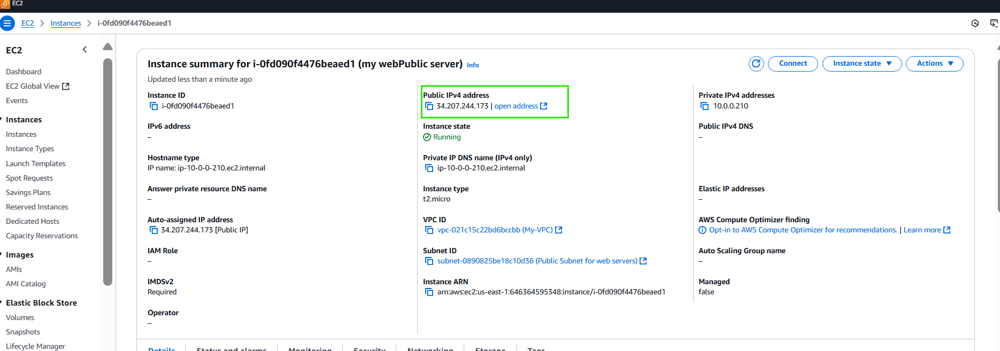 EC2
EC2 > Instances > i-0fd090f4476beaed1
EC2
Dashboard
EC2 Global View
Events
Instances
Instances
Instance Types
Launch Templates
Spot Requests
Savings Plans
Reserved Instances
Dedicated Hosts
Capacity Reservations
Images
AMIs
AMI Catalog
Elastic Block Store
Volumes
Snapshots
Lifecycle Manager
Instance summary for i-0fd090f4476beaed1 (my webPublic server) Info
Connect
Instance state
Actions
Updated less than a minute ago
Instance ID
i-0fd090f4476beaed1
IPv6 address
–
Hostname type
IP name: ip-10-0-0-210.ec2.internal
Answer private resource DNS name
–
Auto-assigned IP address
34.207.244.173 [Public IP]
IAM Role
–
IMDSv2
Required
Operator
–
Public IPv4 address
34.207.244.173 | open address
Instance state
Running
Private IP DNS name (IPv4 only)
ip-10-0-0-210.ec2.internal
Instance type
t2.micro
VPC ID
vpc-021c15c22bd6bccbb (My-VPC)
Subnet ID
subnet-0890825be18c10d36 (Public Subnet for web servers)
Instance ARN
arn:aws:ec2:us-east-1:646364595348:instance/i-0fd090f4476beaed1
Private IPv4 addresses
10.0.0.210
Public IPv4 DNS
–
Elastic IP addresses
–
AWS Compute Optimizer finding
Opt-in to AWS Compute Optimizer for recommendations. | Learn more
Auto Scaling Group name
–
Managed
false
Details
Status and alarms
Monitoring
Security
Networking
Storage
Tags